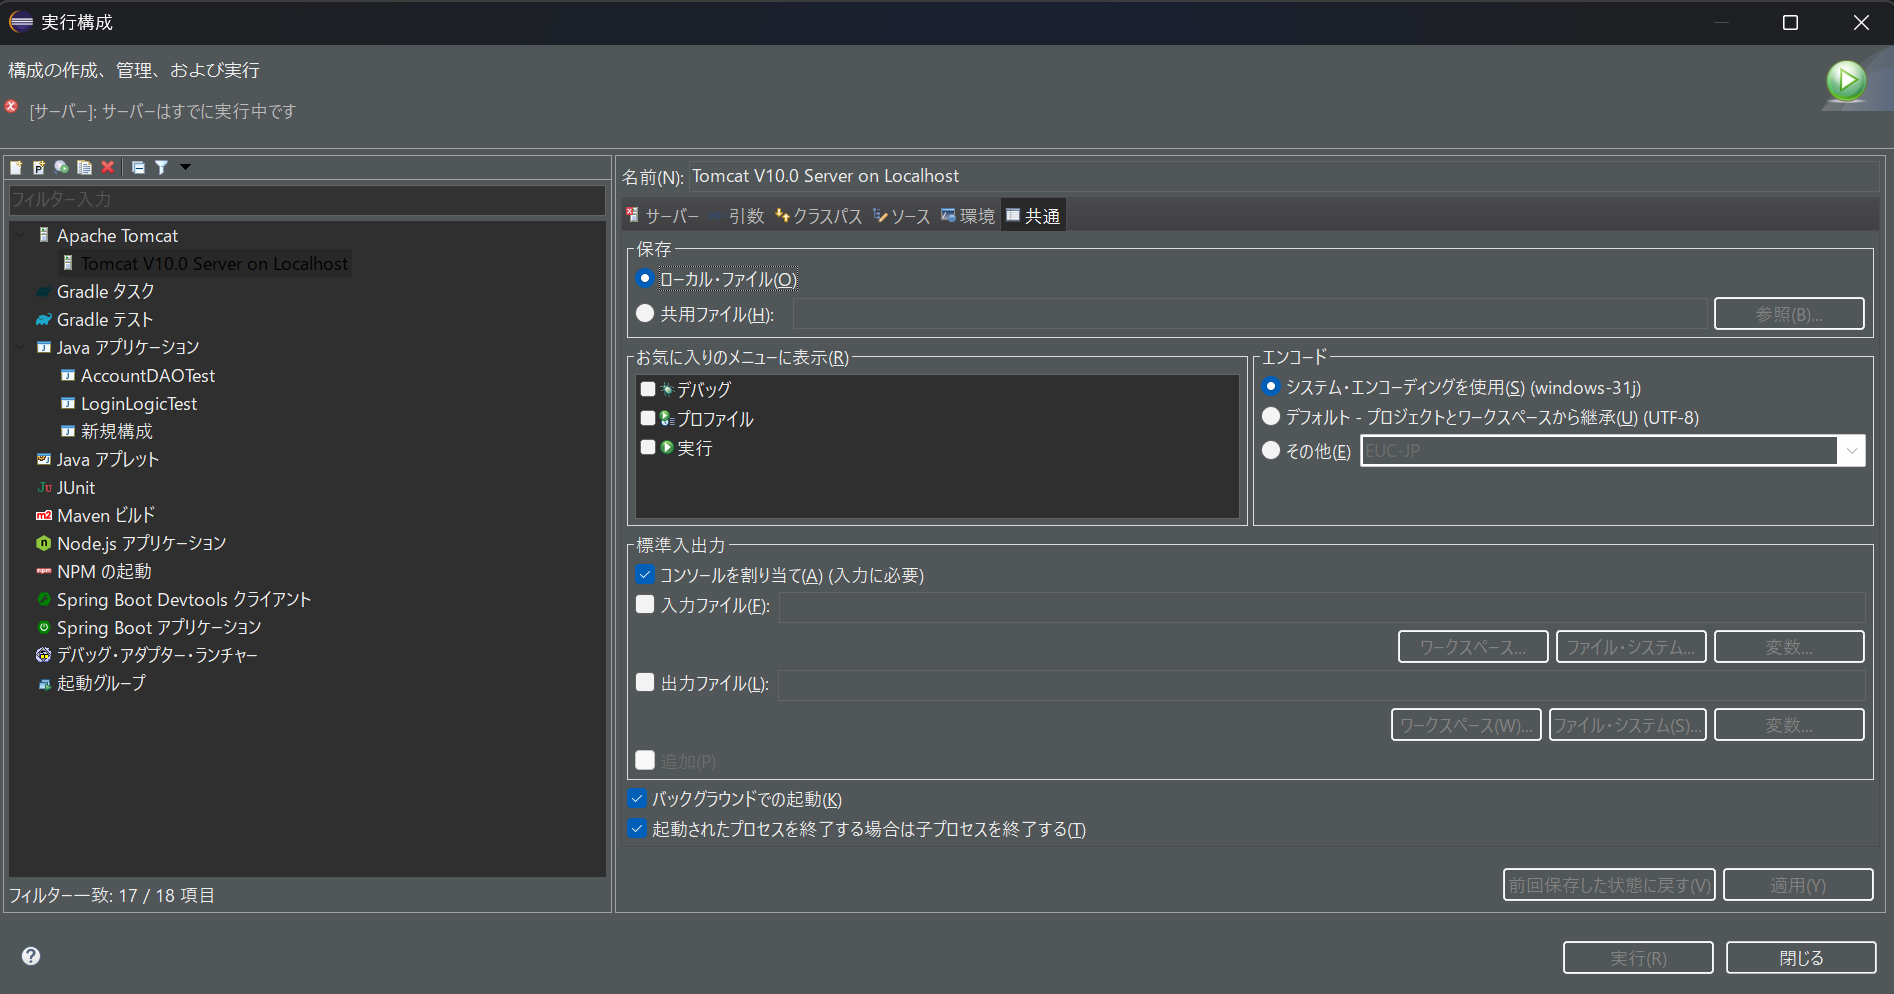 実行構成
構成の作成、管理、および実行
[サーバー]: サーバーはすでに実行中です
フィルター入力
Apache Tomcat
Tomcat V10.0 Server on Localhost
Gradle タスク
Gradle テスト
Java アプリケーション
AccountDAOTest
LoginLogicTest
新規構成
Java アプレット
JUnit
Maven ビルド
Node.js アプリケーション
NPM の起動
Spring Boot Devtools クライアント
Spring Boot アプリケーション
デバッグ・アダプター・ランチャー
起動グループ
フィルター一致: 17 / 18 項目
名前(N): Tomcat V10.0 Server on Localhost
サーバー 引数 クラスパス ソース 環境 共通
保存
ローカル・ファイル(O)
共用ファイル(H): 参照(B)...
お気に入りのメニューに表示(R)
デバッグ
プロファイル
実行
エンコード
システム・エンコーディングを使用(S) (windows-31j)
デフォルト - プロジェクトとワークスペースから継承(U) (UTF-8)
その他(E) EUC-JP
標準入出力
コンソールを割り当て(A) (入力に必要)
入力ファイル(F):
ワークスペース... ファイル・システム... 変数...
出力ファイル(L):
ワークスペース(W)... ファイル・システム(S)... 変数...
追加(P)
バックグラウンドでの起動(K)
起動されたプロセスを終了する場合は子プロセスを終了する(T)
前回保存した状態に戻す(V) 適用(Y)
実行(R) 閉じる